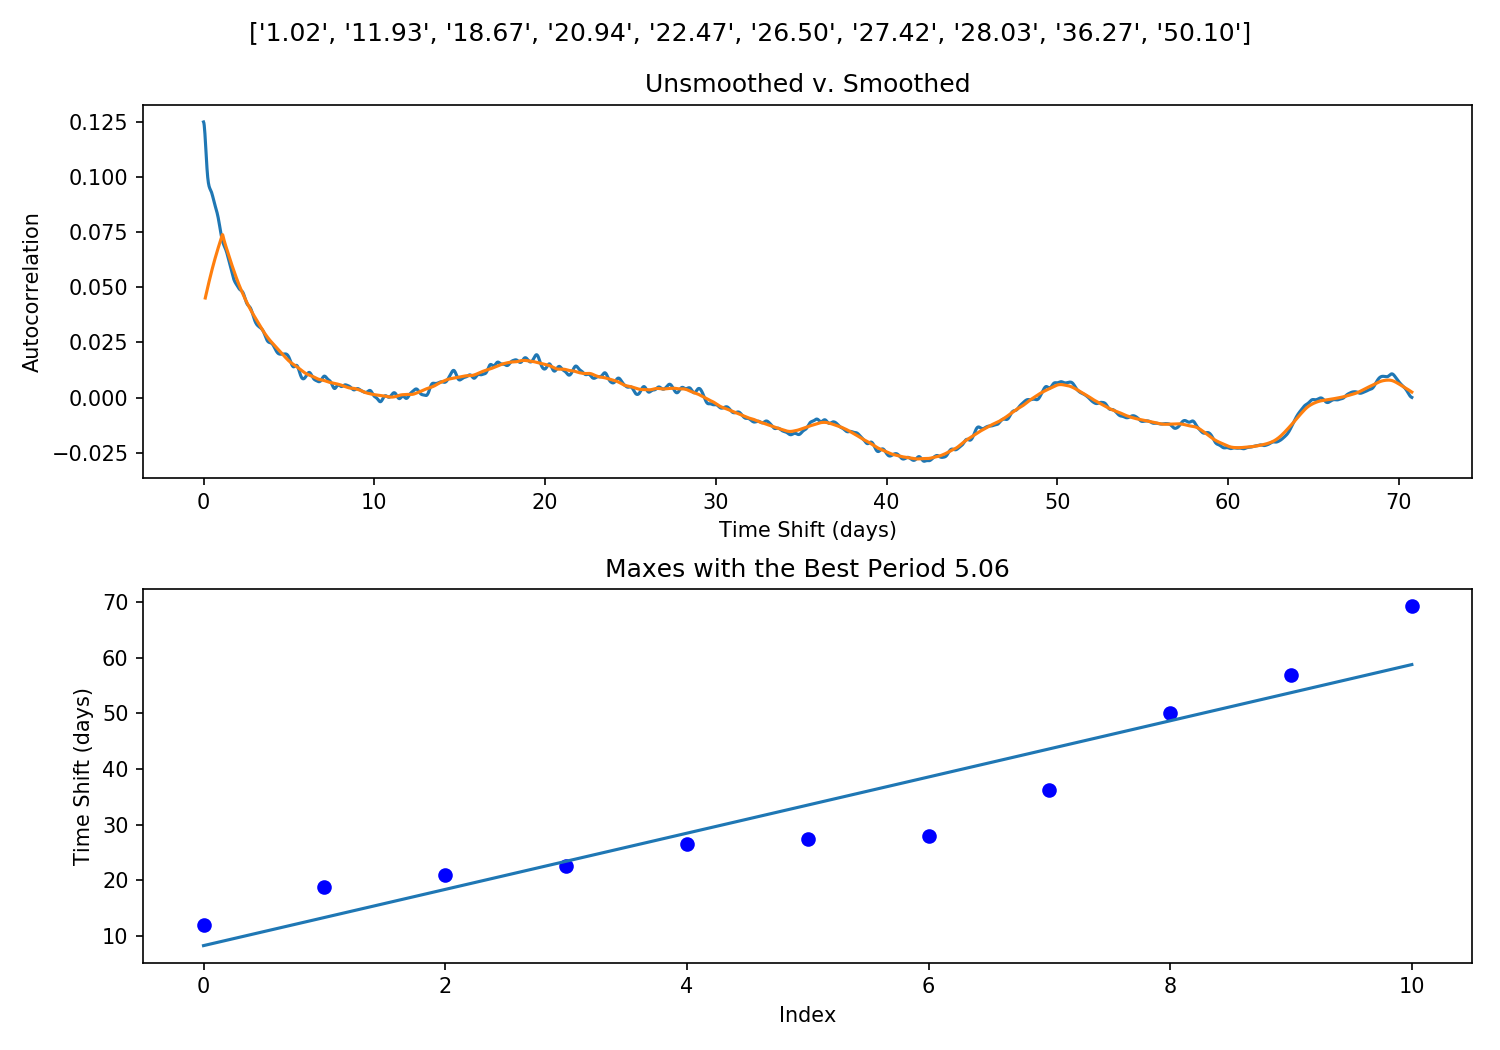 ['1.02', '11.93', '18.67', '20.94', '22.47', '26.50', '27.42', '28.03', '36.27', '50.10']
Unsmoothed v. Smoothed
0.125
0.100
0.075
0.050
0.025
0.000
−0.025
Autocorrelation
0 10 20 30 40 50 60 70
Time Shift (days)
Maxes with the Best Period 5.06
70
60
50
40
30
20
10
Time Shift (days)
0 2 4 6 8 10
Index